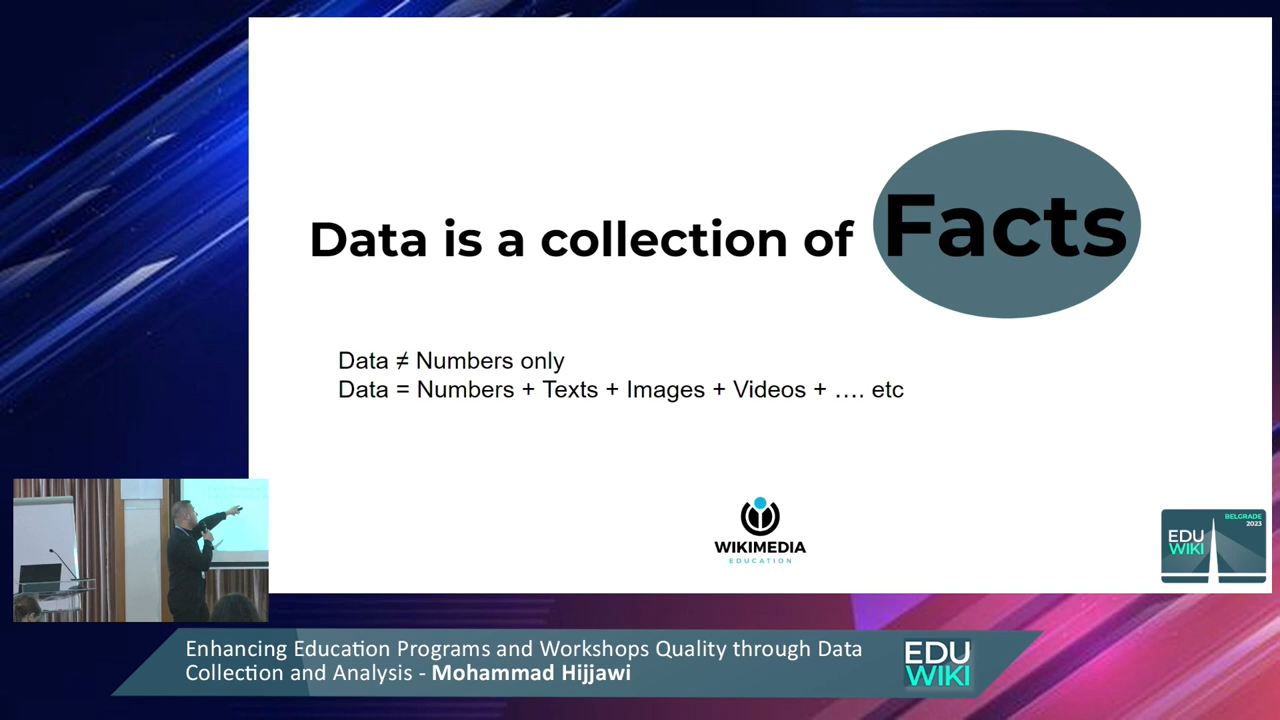 Data is a collection of Facts
Data ≠ Numbers only
Data = Numbers + Texts + Images + Videos + .... etc
WIKIMEDIA
EDUCATION
BELGRADE
2023
EDU
WIKI
Enhancing Education Programs and Workshops Quality through Data
Collection and Analysis - Mohammad Hijjawi
EDU
WIKI